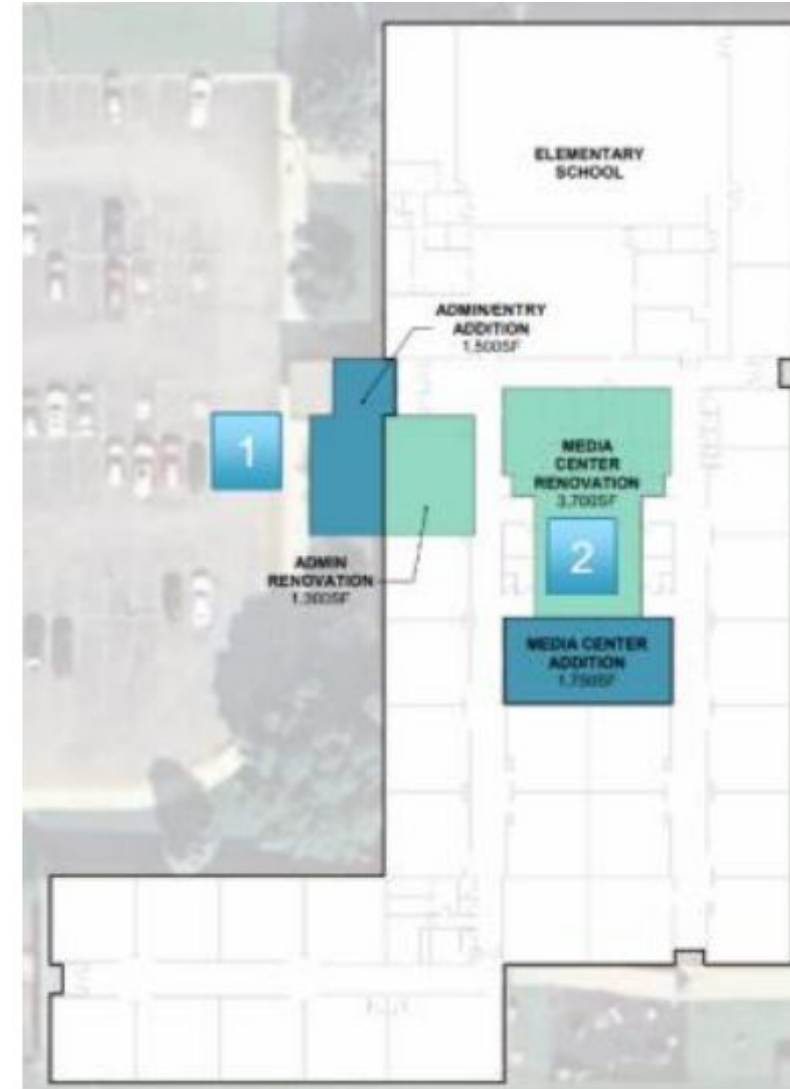 ELEMENTARY
SCHOOL
ADMIN/ENTRY
ADDITION
1,500SF
1
MEDIA
CENTER
RENOVATION
3,700SF
2
ADMIN
RENOVATION
1,300SF
MEDIA CENTER
ADDITION
1,750SF